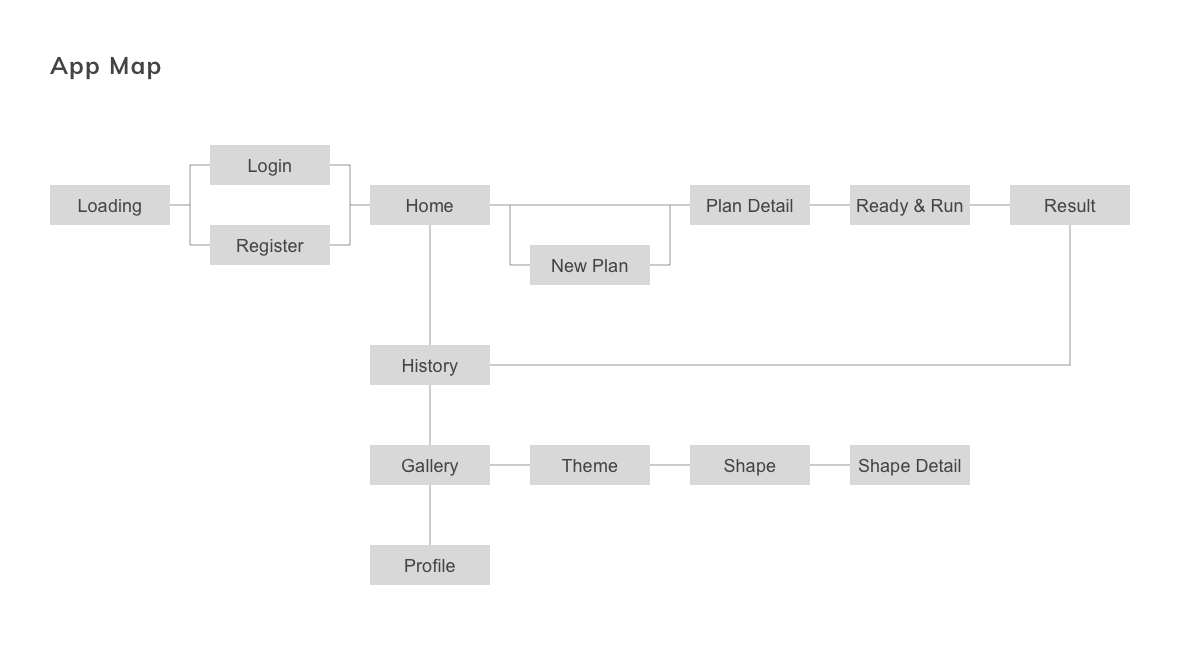 App Map
Login
Loading
Home
Plan Detail
Ready & Run
Result
Register
New Plan
History
Gallery
Theme
Shape
Shape Detail
Profile